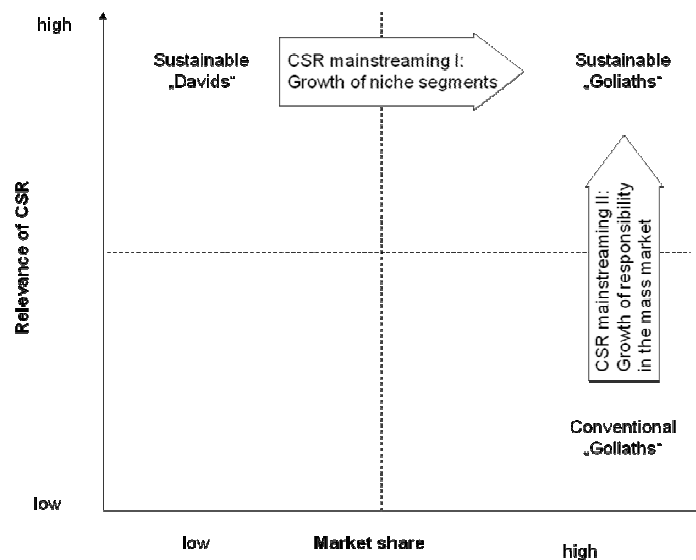 high
Sustainable
„Davids“
CSR mainstreaming I:
Growth of niche segments
Sustainable
„Goliaths“
Relevance of CSR
CSR mainstreaming II:
Growth of responsibility
in the mass market
Conventional
„Goliaths“
low
low
Market share
high